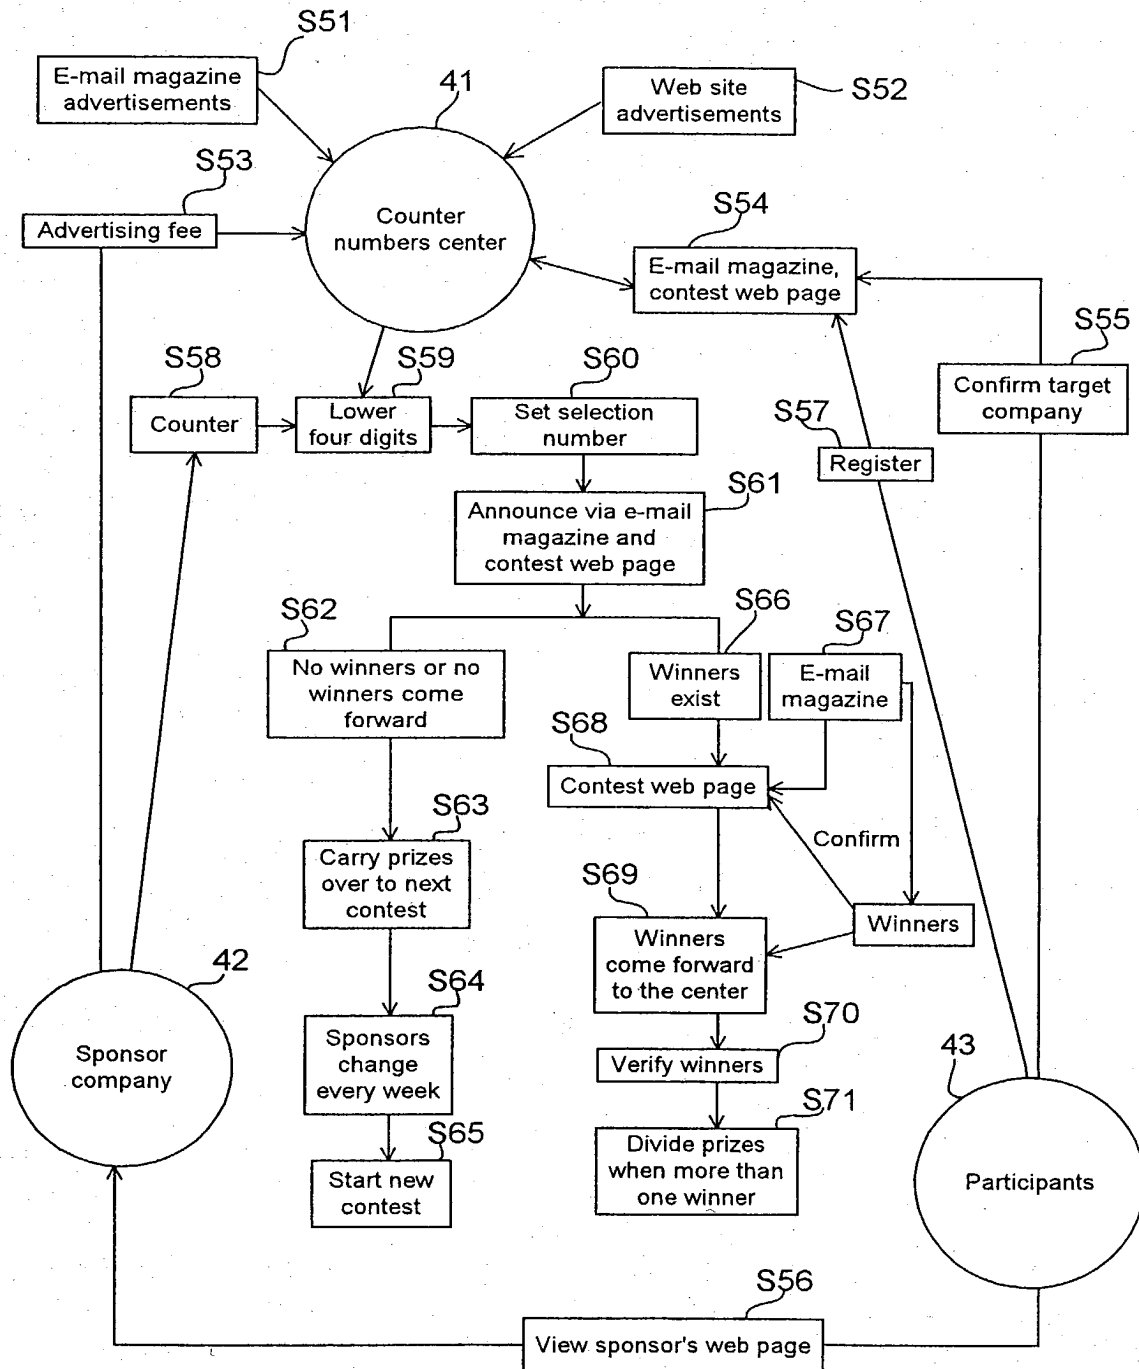 S51
E-mail magazine
advertisements
41
Web site
advertisements
S52
S53
Advertising fee
Counter
numbers center
S54
E-mail magazine,
contest web page
S55
Confirm target
company
S58
Counter
S59
Lower
four digits
S60
Set selection
number
S57
Register
S61
Announce via e-mail
magazine and
contest web page
S62
No winners or no
winners come
forward
S66
Winners
exist
S67
E-mail
magazine
S68
Contest web page
Confirm
S63
Carry prizes
over to next
contest
S69
Winners
come forward
to the center
Winners
42
Sponsor
company
S64
Sponsors
change
every week
S70
Verify winners
43
Participants
S65
Start new
contest
S71
Divide prizes
when more than
one winner
S56
View sponsor's web page